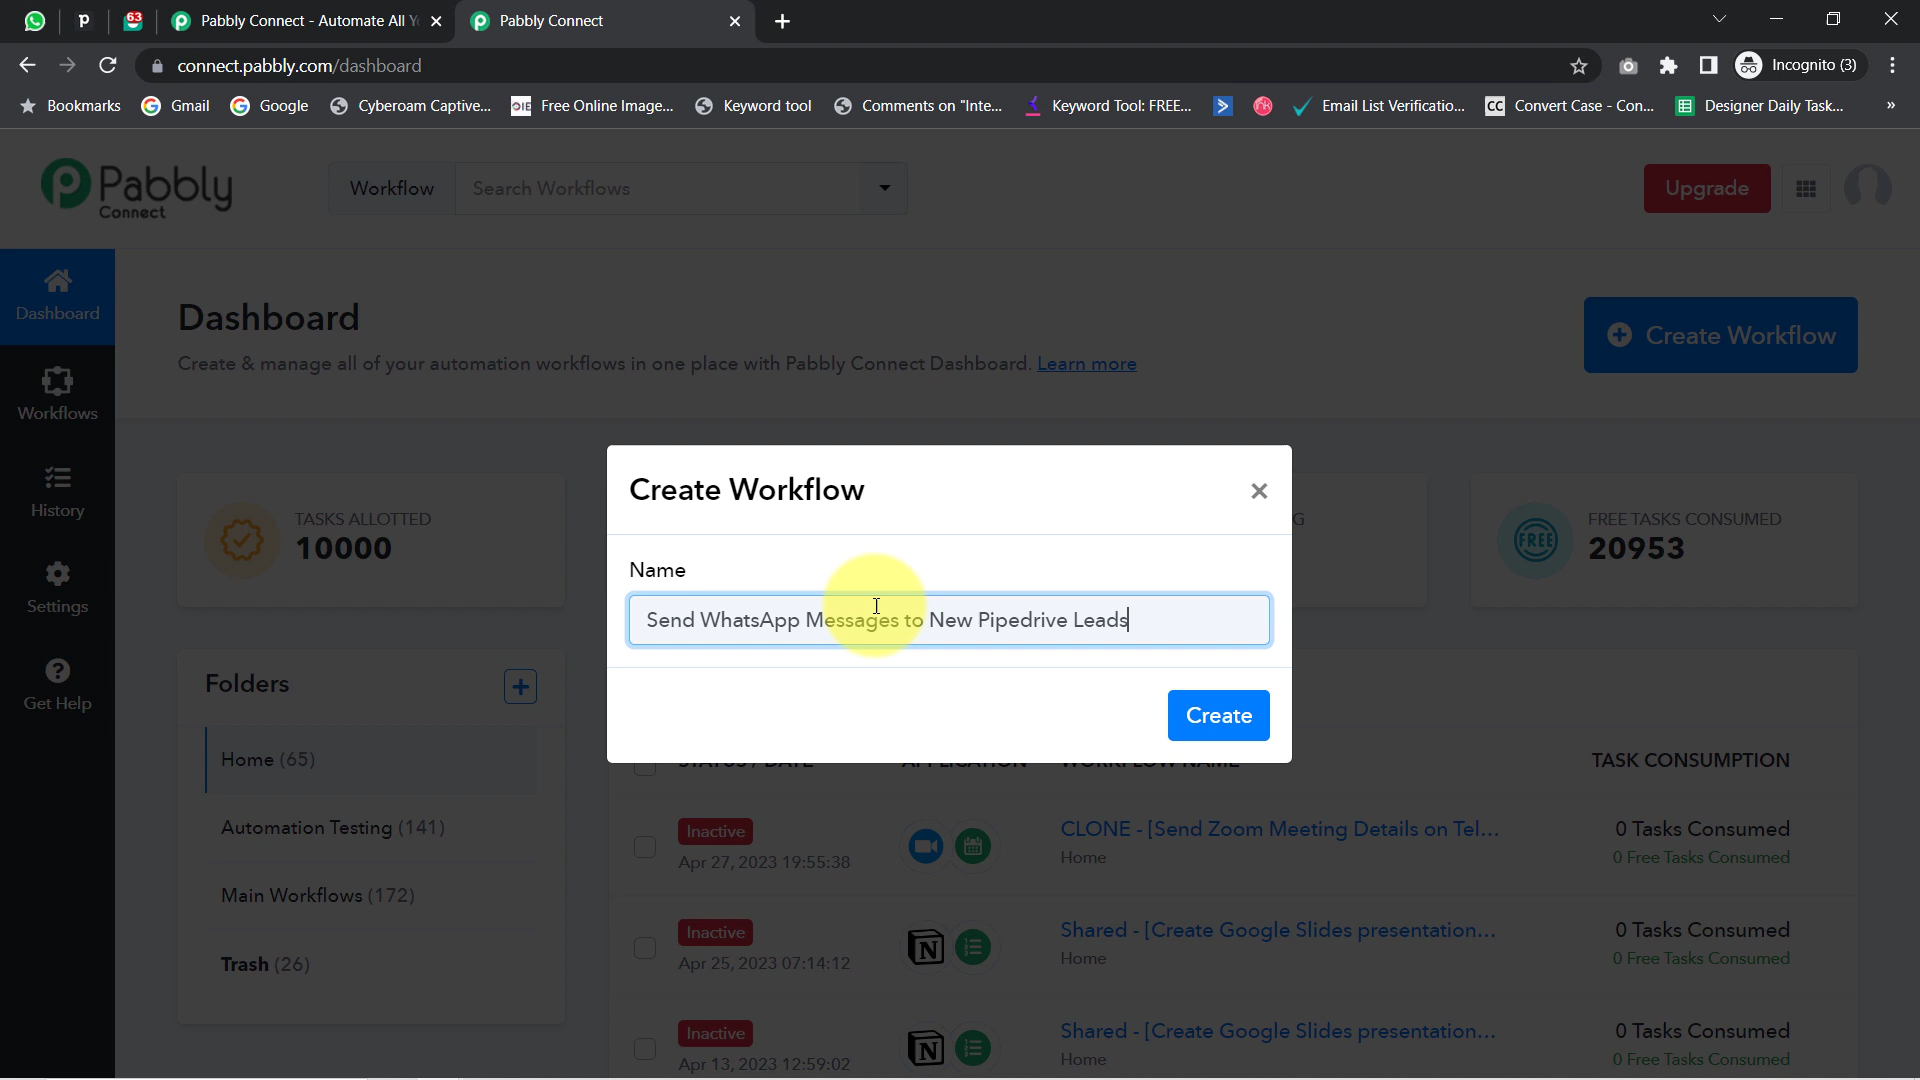 63
Pabbly Connect - Automate All Y
Pabbly Connect
connect.pabbly.com/dashboard
Incognito (3)
Bookmarks
Gmail
Google
Cyberoam Captive...
OIE
Free Online Image...
Keyword tool
Comments on "Inte...
Keyword Tool: FREE...
Email List Verificatio...
CC
Convert Case - Con...
Designer Daily Task...
Pabbly
Connect
Workflow
Search Workflows
Upgrade
Dashboard
Workflows
History
Settings
Get Help
Dashboard
Create & manage all of your automation workflows in one place with Pabbly Connect Dashboard. Learn more
Create Workflow
TASKS ALLOTTED
10000
G
FREE
FREE TASKS CONSUMED
20953
Create Workflow
Name
Send WhatsApp Messages to New Pipedrive Leads
Create
Folders
Home (65)
Automation Testing (141)
Main Workflows (172)
Trash (26)
STATUS / DATE
APPLICATION
WORKFLOW NAME
TASK CONSUMPTION
Inactive
Apr 27, 2023 19:55:38
CLONE - [Send Zoom Meeting Details on Tel...
Home
0 Tasks Consumed
0 Free Tasks Consumed
Inactive
Apr 25, 2023 07:14:12
Shared - [Create Google Slides presentation...
Home
0 Tasks Consumed
0 Free Tasks Consumed
Inactive
Apr 13, 2023 12:59:02
Shared - [Create Google Slides presentation...
Home
0 Tasks Consumed
0 Free Tasks Consumed